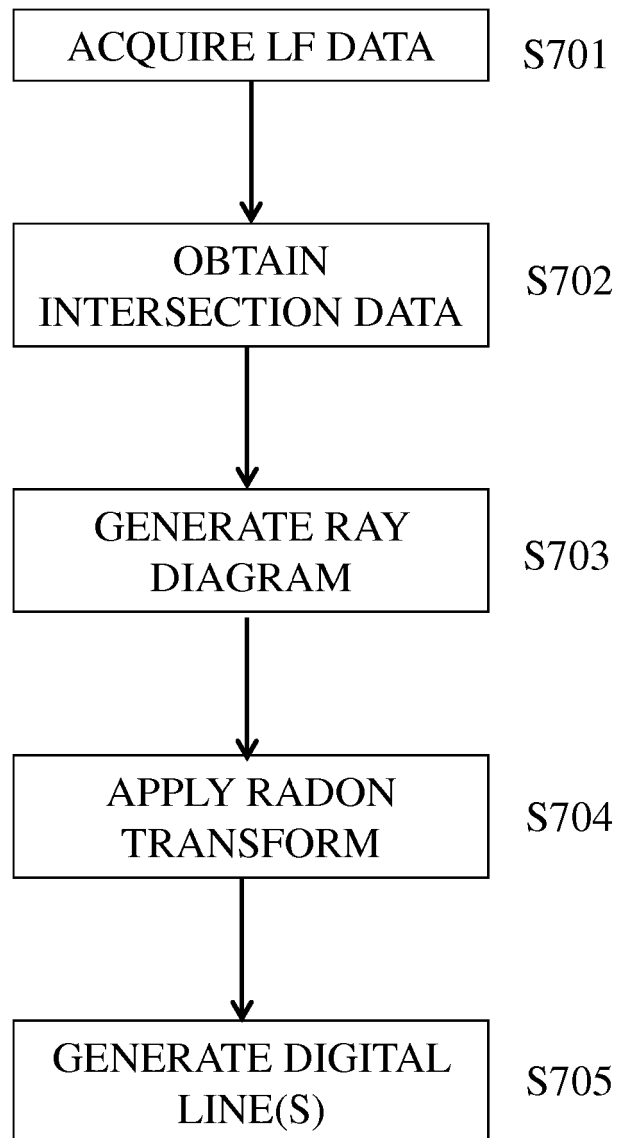 ACQUIRE LF DATA
S701
OBTAIN
INTERSECTION DATA
S702
GENERATE RAY
DIAGRAM
S703
APPLY RADON
TRANSFORM
S704
GENERATE DIGITAL
LINE(S)
S705